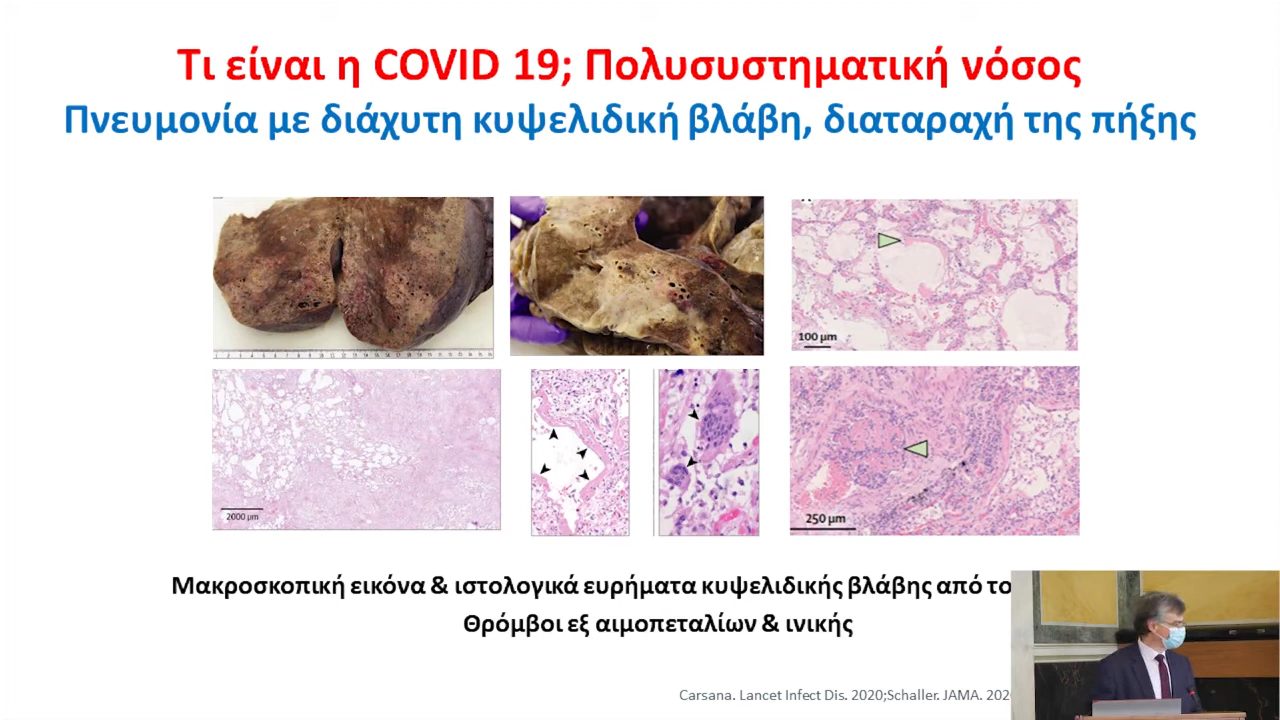 Τι είναι η COVID 19; Πολυσυστηματική νόσος
Πνευμονία με διάχυτη κυψελιδική βλάβη, διαταραχή της πήξης
100 µm
2000 µm
250 µm
Μακροσκοπική εικόνα & ιστολογικά ευρήματα κυψελιδικής βλάβης από το
Θρόμβοι εξ αιμοπεταλίων & ινικής
Carsana. Lancet Infect Dis. 2020;Schaller. JAMA.